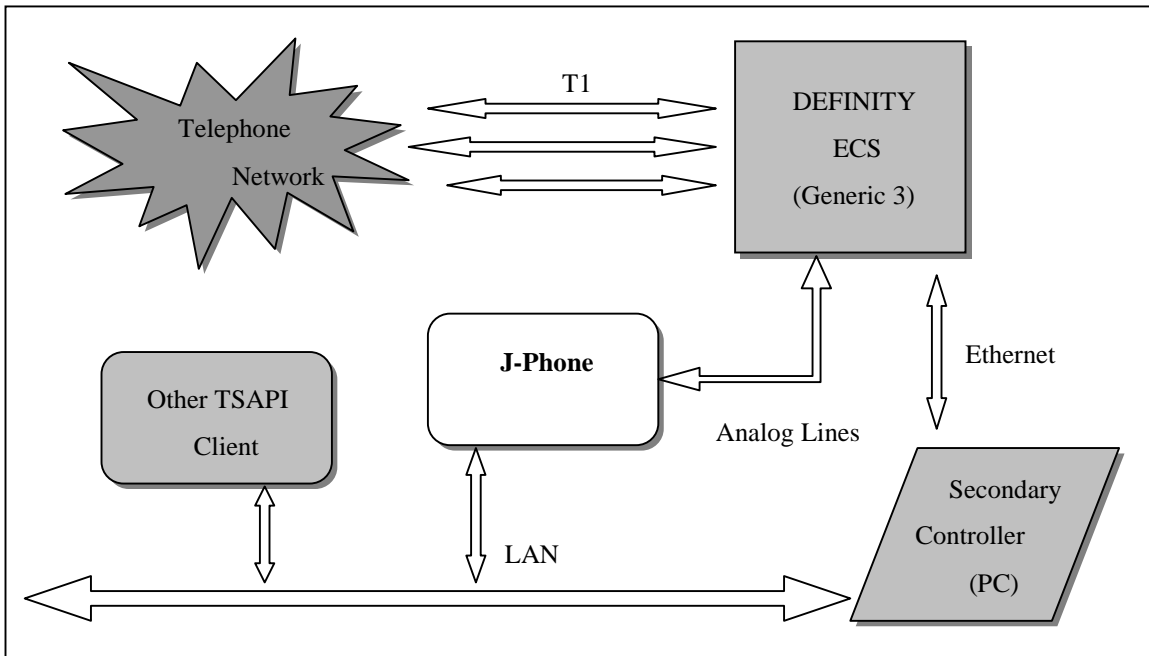 Telephone
Network
T1
DEFINITY
ECS
(Generic 3)
J-Phone
Other TSAPI
Client
Analog Lines
Ethernet
LAN
Secondary
Controller
(PC)